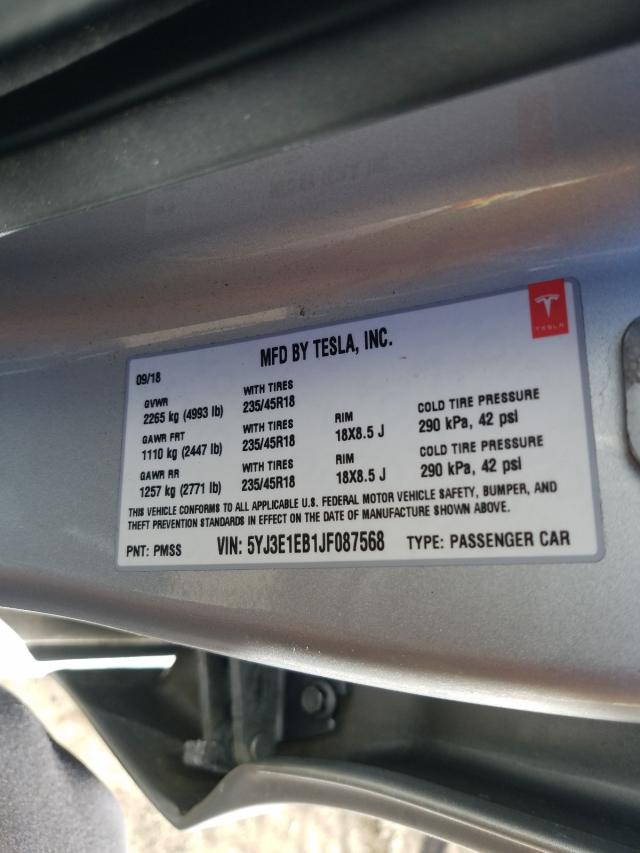 TESLA
MFD BY TESLA, INC.
09/18
GVWR WITH TIRES
2265 kg (4993 lb) 235/45R18
GAWR FRT WITH TIRES RIM COLD TIRE PRESSURE
1110 kg (2447 lb) 235/45R18 18X8.5 J 290 kPa, 42 psi
GAWR RR WITH TIRES RIM COLD TIRE PRESSURE
1257 kg (2771 lb) 235/45R18 18X8.5 J 290 kPa, 42 psi
THIS VEHICLE CONFORMS TO ALL APPLICABLE U.S. FEDERAL MOTOR VEHICLE SAFETY, BUMPER, AND
THEFT PREVENTION STANDARDS IN EFFECT ON THE DATE OF MANUFACTURE SHOWN ABOVE.
PNT: PMSS VIN: 5YJ3E1EB1JF087568 TYPE: PASSENGER CAR